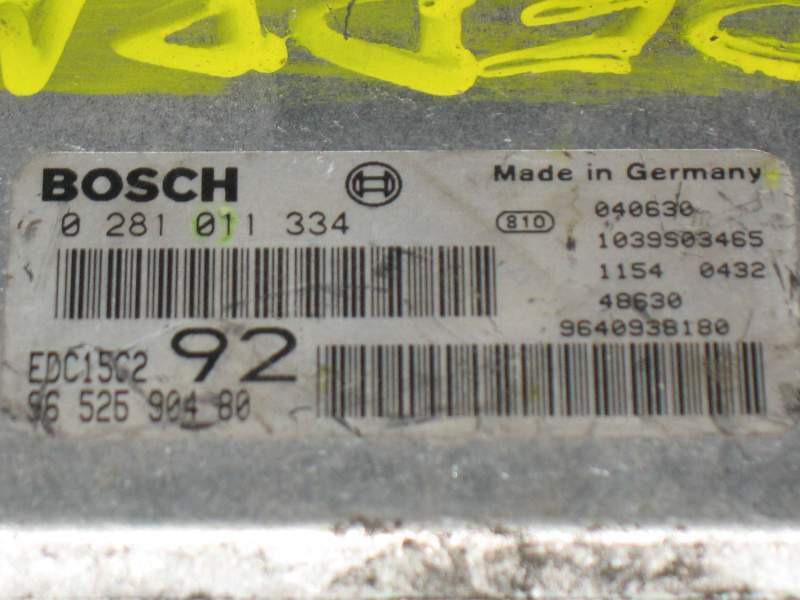 BOSCH
Made in Germany
0 281 011 334
810
040630
1039S03465
1154 0432
48630
9640938180
EDC15C2
92
96 525 904 80